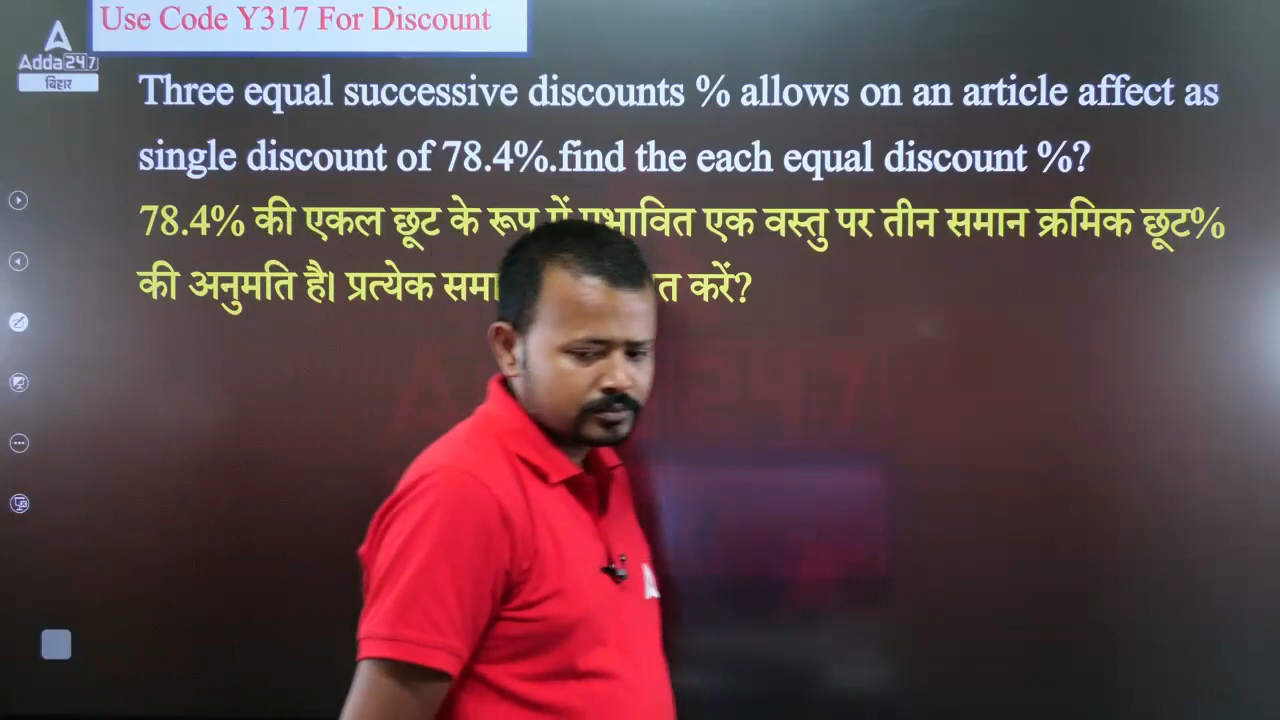 Use Code Y317 For Discount
Adda247
बिहार
Three equal successive discounts % allows on an article affect as
single discount of 78.4%.find the each equal discount %?
78.4% की एकल छूट के रूप में प्रभावित एक वस्तु पर तीन समान क्रमिक छूट%
की अनुमति है। प्रत्येक करें?